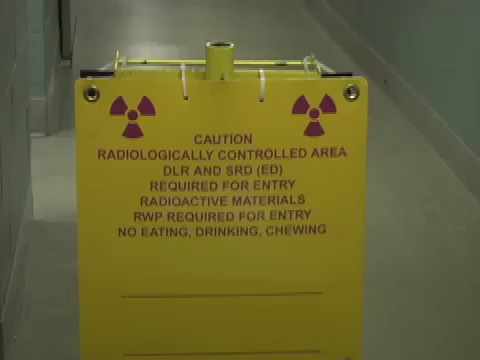 CAUTION
RADIOLOGICALLY CONTROLLED AREA
DLR AND SRD (ED)
REQUIRED FOR ENTRY
RADIOACTIVE MATERIALS
RWP REQUIRED FOR ENTRY
NO EATING, DRINKING, CHEWING